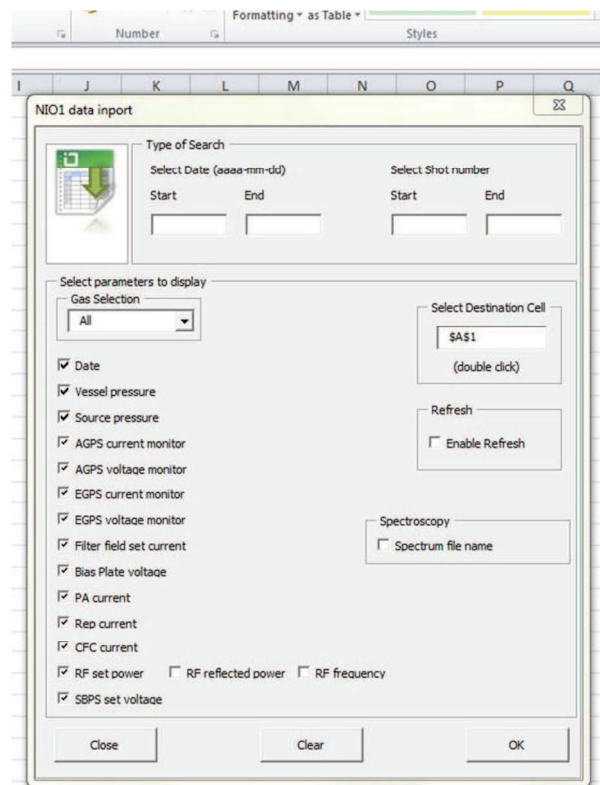 Formatting as Table
Number
Styles
I J K L M N O P Q
NIO1 data inport
Type of Search
Select Date (aaaa-mm-dd) Select Shot number
Start End Start End
Select parameters to display
Gas Selection
All
Select Destination Cell
$A$1
(double click)
Date
Vessel pressure
Source pressure
Refresh
AGPS current monitor
Enable Refresh
AGPS voltage monitor
EGPS current monitor
EGPS voltage monitor
Spectroscopy
Filter field set current
Spectrum file name
Bias Plate voltage
PA current
Rep current
CFC current
RF set power RF reflected power RF frequency
SBPS set voltage
Close Clear OK